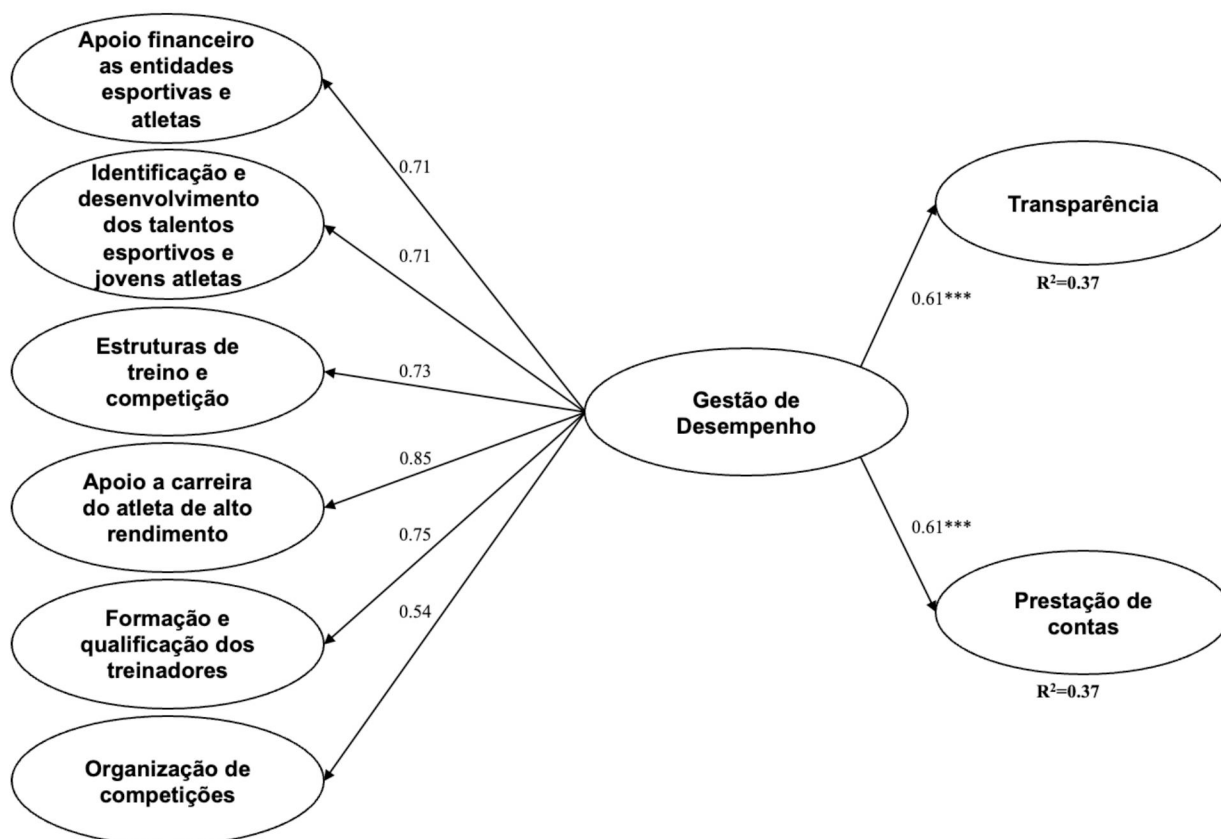 Apoio financeiro
as entidades
esportivas e
atletas
Identificação e
desenvolvimento
dos talentos
esportivos e
jovens atletas
Estruturas de
treino e
competição
Apoio a carreira
do atleta de alto
rendimento
Formação e
qualificação dos
treinadores
Organização de
competições
0.71
0.71
0.73
0.85
0.75
0.54
Gestão de
Desempenho
0.61***
0.61***
Transparência
R²=0.37
Prestação de
contas
R²=0.37